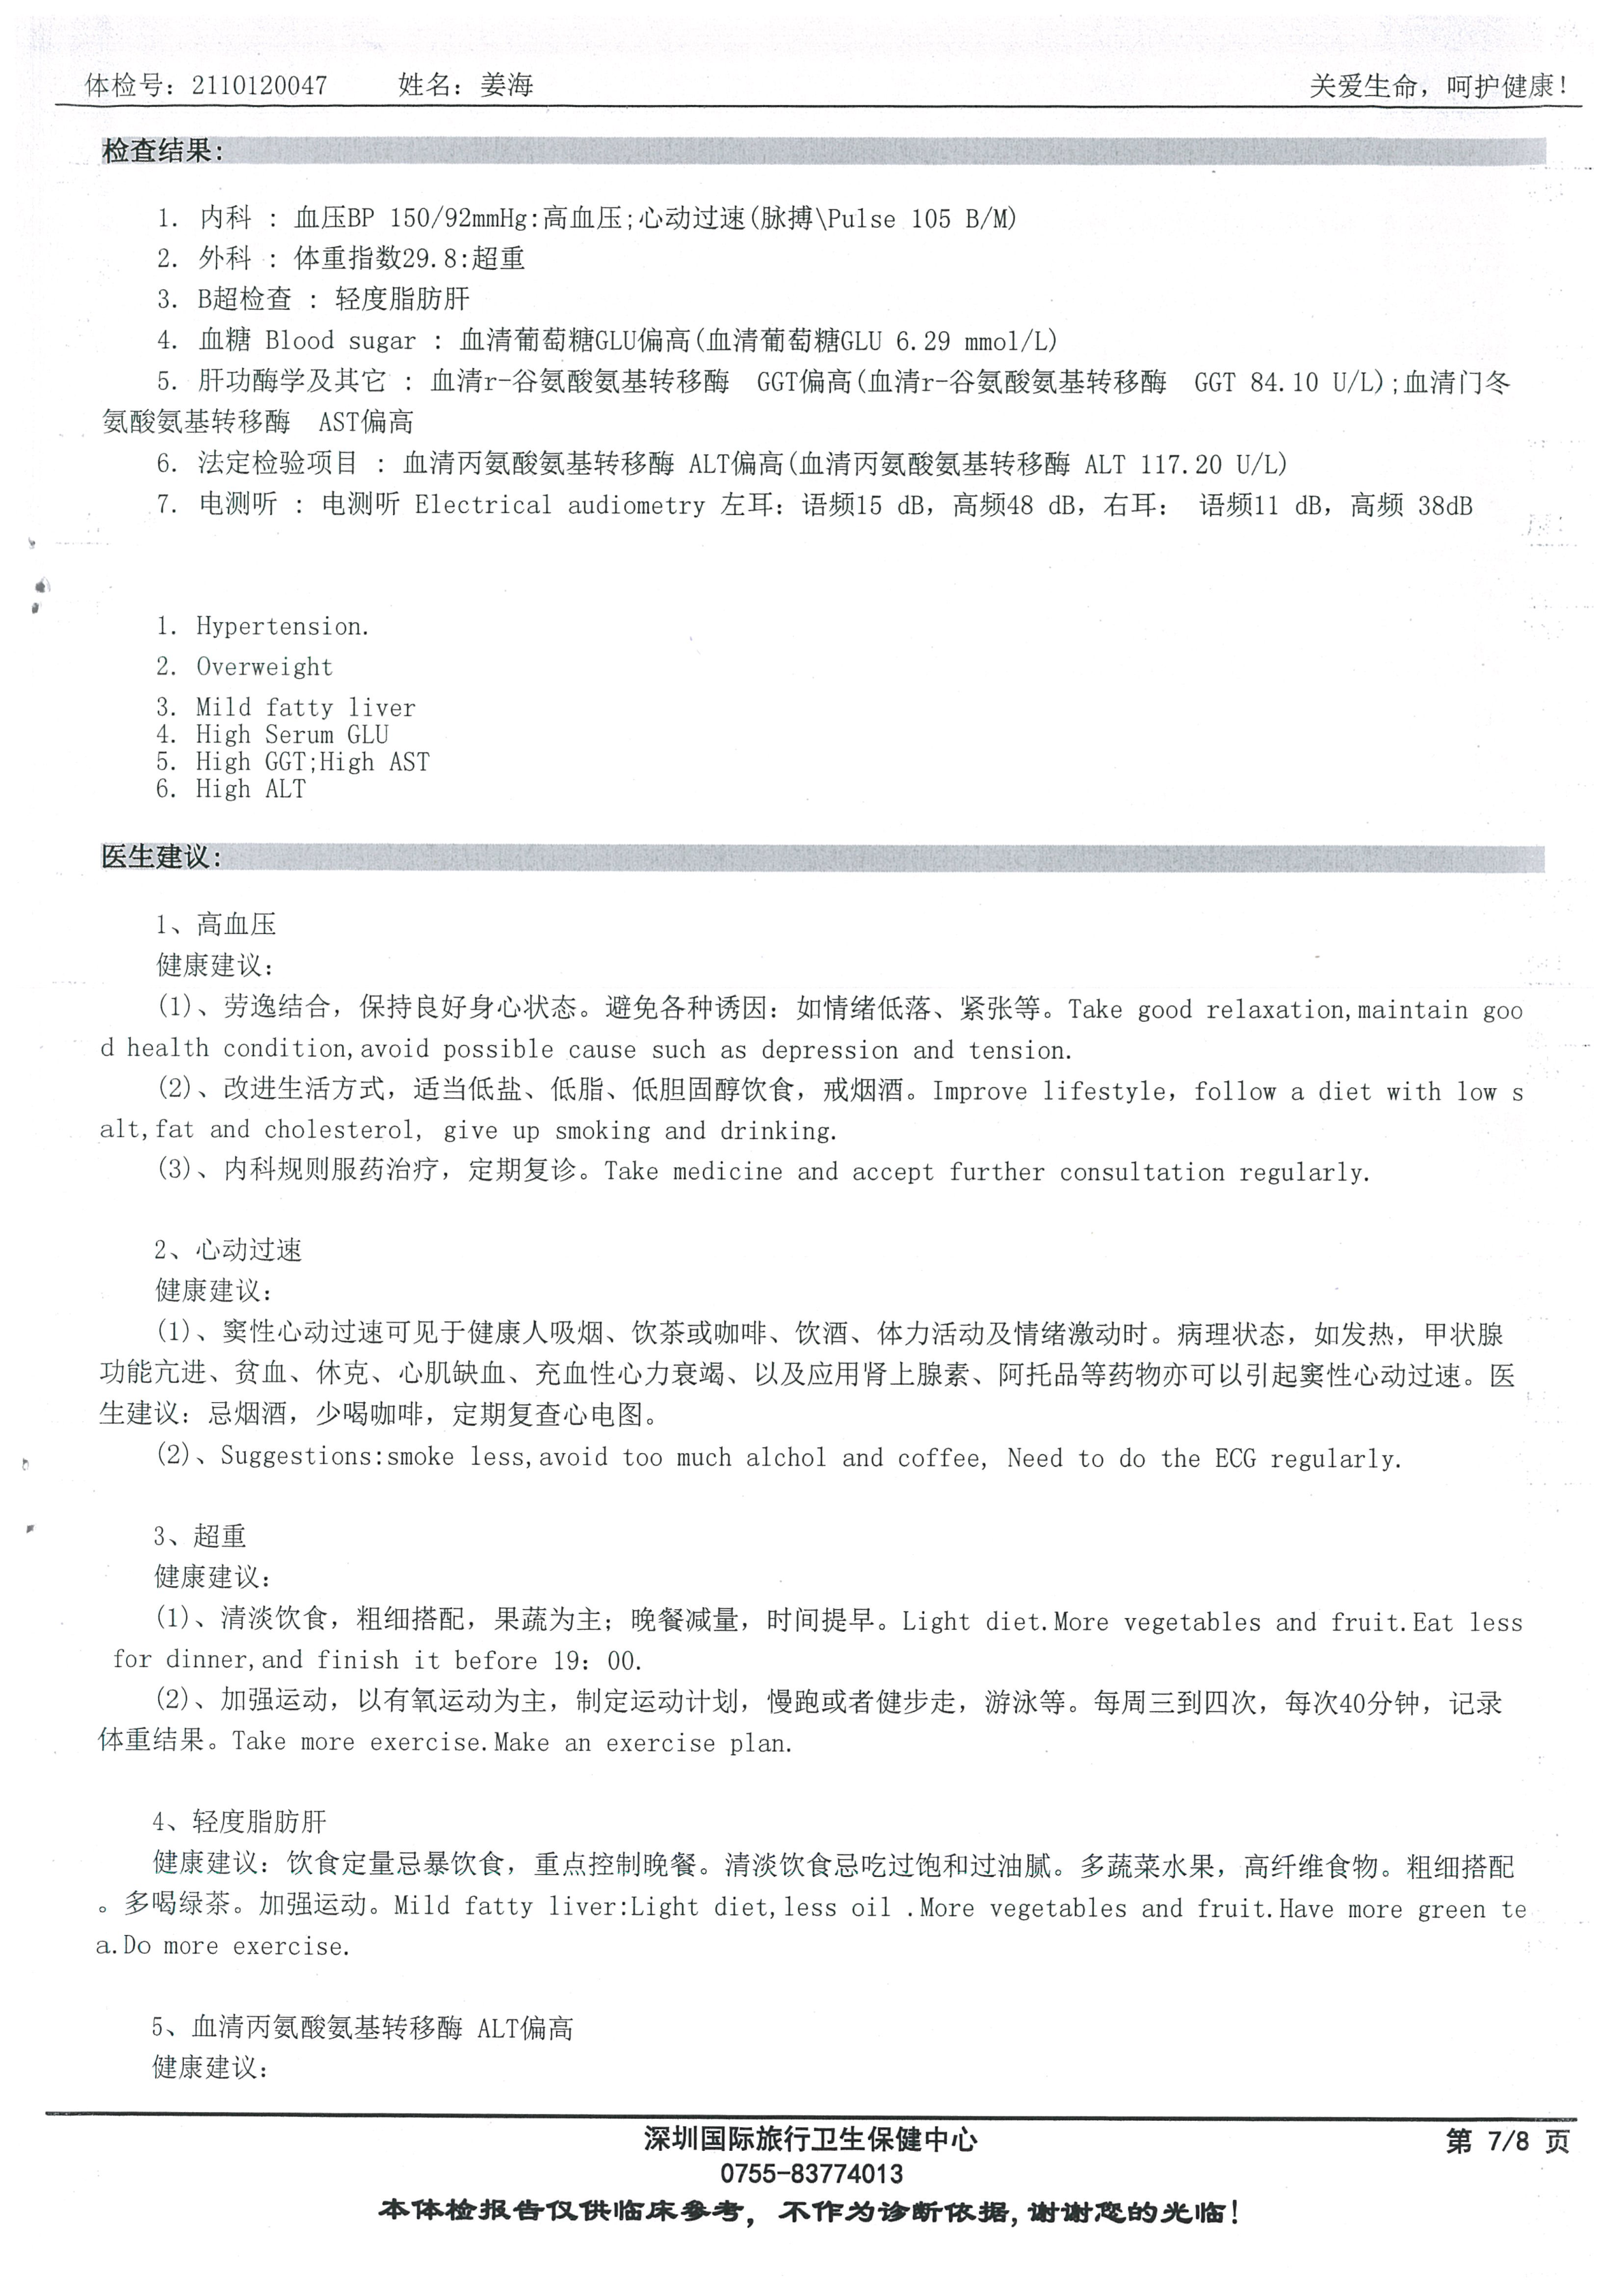 体检号：2110120047 姓名：姜海 关爱生命，呵护健康！
检查结果：
1. 内科 : 血压BP 150/92mmHg:高血压;心动过速(脉搏\Pulse 105 B/M)
2. 外科 : 体重指数29.8:超重
3. B超检查 : 轻度脂肪肝
4. 血糖 Blood sugar : 血清葡萄糖GLU偏高(血清葡萄糖GLU 6.29 mmol/L)
5. 肝功酶学及其它 : 血清r-谷氨酸氨基转移酶 GGT偏高(血清r-谷氨酸氨基转移酶 GGT 84.10 U/L);血清门冬
氨酸氨基转移酶 AST偏高
6. 法定检验项目 : 血清丙氨酸氨基转移酶 ALT偏高(血清丙氨酸氨基转移酶 ALT 117.20 U/L)
7. 电测听 : 电测听 Electrical audiometry 左耳：语频15 dB，高频48 dB，右耳： 语频11 dB，高频 38dB
1. Hypertension.
2. Overweight
3. Mild fatty liver
4. High Serum GLU
5. High GGT;High AST
6. High ALT
医生建议：
1、高血压
健康建议：
(1)、劳逸结合，保持良好身心状态。避免各种诱因：如情绪低落、紧张等。Take good relaxation,maintain goo
d health condition,avoid possible cause such as depression and tension.
(2)、改进生活方式，适当低盐、低脂、低胆固醇饮食，戒烟酒。Improve lifestyle, follow a diet with low s
alt,fat and cholesterol, give up smoking and drinking.
(3)、内科规则服药治疗，定期复诊。Take medicine and accept further consultation regularly.
2、心动过速
健康建议：
(1)、窦性心动过速可见于健康人吸烟、饮茶或咖啡、饮酒、体力活动及情绪激动时。病理状态，如发热，甲状腺
功能亢进、贫血、休克、心肌缺血、充血性心力衰竭、以及应用肾上腺素、阿托品等药物亦可以引起窦性心动过速。医
生建议：忌烟酒，少喝咖啡，定期复查心电图。
(2)、Suggestions:smoke less,avoid too much alchol and coffee, Need to do the ECG regularly.
3、超重
健康建议：
(1)、清淡饮食，粗细搭配，果蔬为主；晚餐减量，时间提早。Light diet.More vegetables and fruit.Eat less
for dinner,and finish it before 19：00.
(2)、加强运动，以有氧运动为主，制定运动计划，慢跑或者健步走，游泳等。每周三到四次，每次40分钟，记录
体重结果。Take more exercise.Make an exercise plan.
4、轻度脂肪肝
健康建议：饮食定量忌暴饮食，重点控制晚餐。清淡饮食忌吃过饱和过油腻。多蔬菜水果，高纤维食物。粗细搭配
。多喝绿茶。加强运动。Mild fatty liver:Light diet,less oil .More vegetables and fruit.Have more green te
a.Do more exercise.
5、血清丙氨酸氨基转移酶 ALT偏高
健康建议：
深圳国际旅行卫生保健中心 第 7/8 页
0755-83774013
本体检报告仅供临床参考，不作为诊断依据,谢谢您的光临！